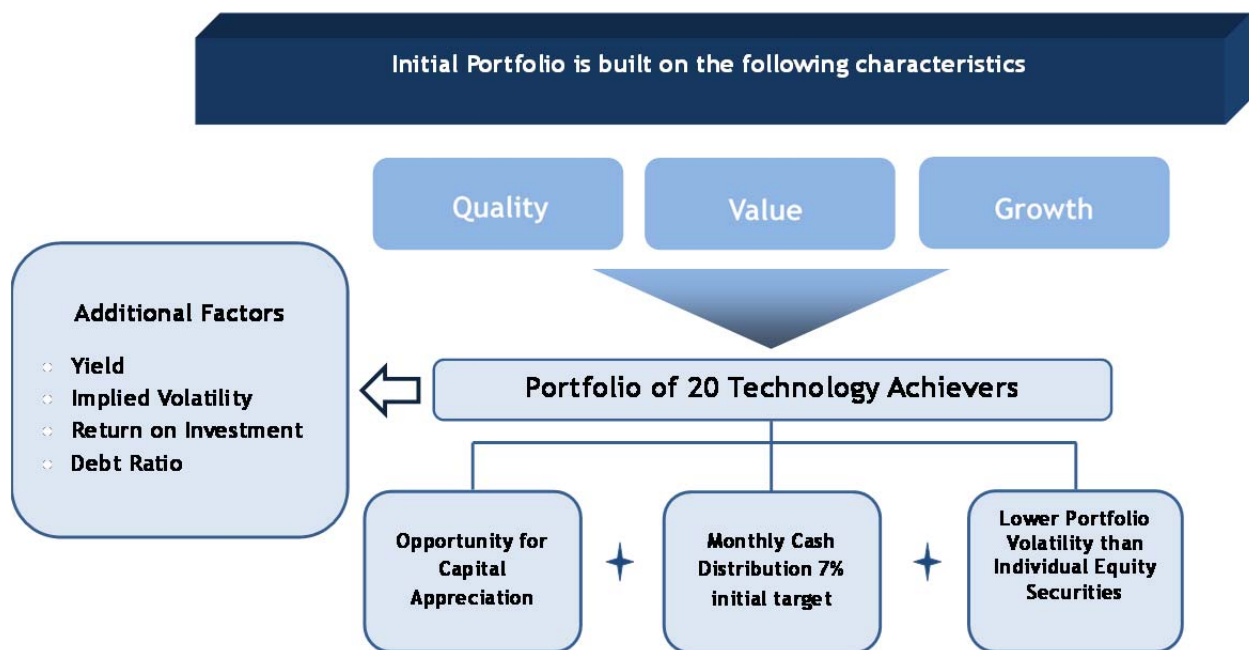 Initial Portfolio is built on the following characteristics
Quality
Value
Growth
Additional Factors
Yield
Implied Volatility
Return on Investment
Debt Ratio
Portfolio of 20 Technology Achievers
Opportunity for
Capital
Appreciation
Monthly Cash
Distribution 7%
initial target
Lower Portfolio
Volatility than
Individual Equity
Securities